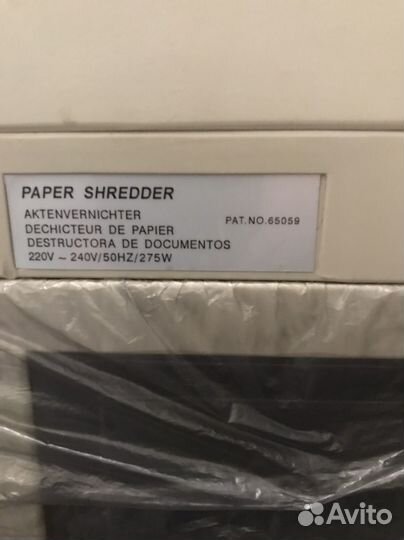 PAPER SHREDDER
AKTENVERNICHTER
PAT.NO.65059
DECHICTEUR DE PAPIER
DESTRUCTORA DE DOCUMENTOS
220V ~ 240V/50HZ/275W
Avito